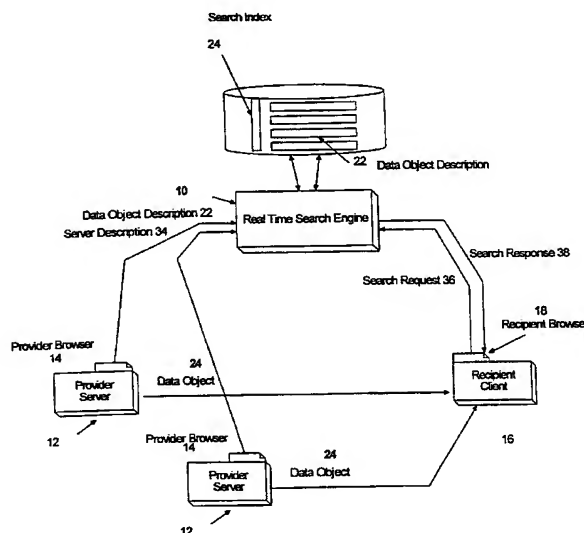 Search Index
24
22 Data Object Description
10
Data Object Description 22
Server Description 34
Real Time Search Engine
Search Response 38
Search Request 36
18
Recipient Browser
Provider Browser
14
Provider
Server
24
Data Object
Recipient
Client
12
Provider Browser
14
24
Data Object
16
Provider
Server
12